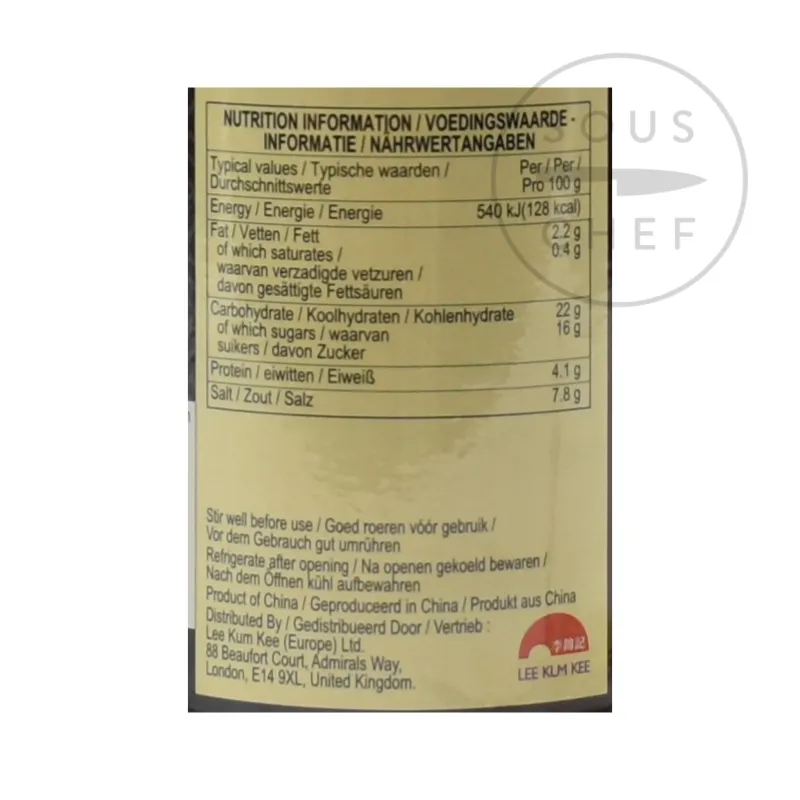 SOUS
CHEF
NUTRITION INFORMATION / VOEDINGSWAARDE -
INFORMATIE / NÄHRWERTANGABEN
Typical values / Typische waarden /
Durchschnittswerte
Per / Per /
Pro 100 g
Energy / Energie / Energie 540 kJ(128 kcal)
Fat / Vetten / Fett 2.2 g
of which saturates / 0.4 g
waarvan verzadigde vetzuren /
davon gesättigte Fettsäuren
Carbohydrate / Koolhydraten / Kohlenhydrate 22 g
of which sugars / waarvan 16 g
suikers / davon Zucker
Protein / eiwitten / Eiweiß 4.1 g
Salt / Zout / Salz 7.8 g
Stir well before use / Goed roeren vóór gebruik /
Vor dem Gebrauch gut umrühren
Refrigerate after opening / Na openen gekoeld bewaren /
Nach dem Öffnen kühl aufbewahren
Product of China / Geproduceerd in China / Produkt aus China
Distributed By / Gedistribueerd Door / Vertrieb :
Lee Kum Kee (Europe) Ltd.
88 Beaufort Court, Admirals Way,
London, E14 9XL, United Kingdom.
李錦記
LEE KUM KEE